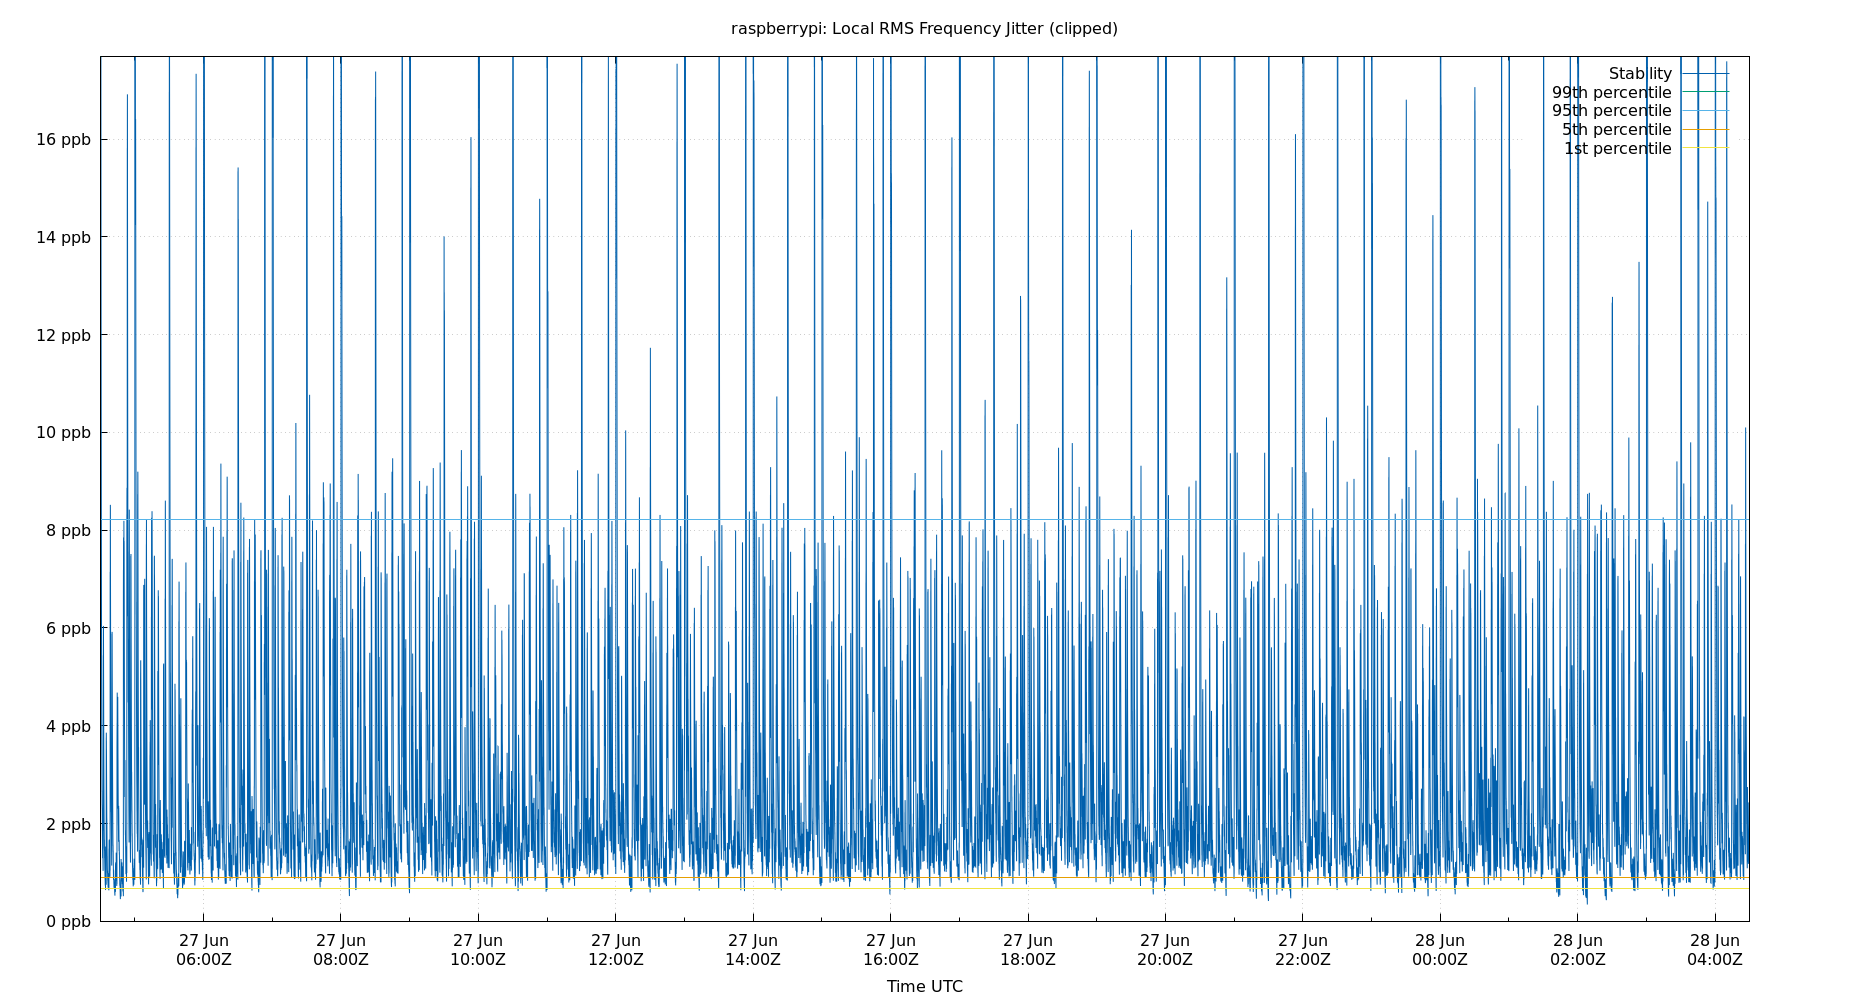 raspberrypi: Local RMS Frequency Jitter (clipped)
Stability
99th percentile
95th percentile
5th percentile
1st percentile
16 ppb
14 ppb
12 ppb
10 ppb
8 ppb
6 ppb
4 ppb
2 ppb
0 ppb
27 Jun 27 Jun 27 Jun 27 Jun 27 Jun 27 Jun 27 Jun 27 Jun 27 Jun 28 Jun 28 Jun 28 Jun
06:00Z 08:00Z 10:00Z 12:00Z 14:00Z 16:00Z 18:00Z 20:00Z 22:00Z 00:00Z 02:00Z 04:00Z
Time UTC